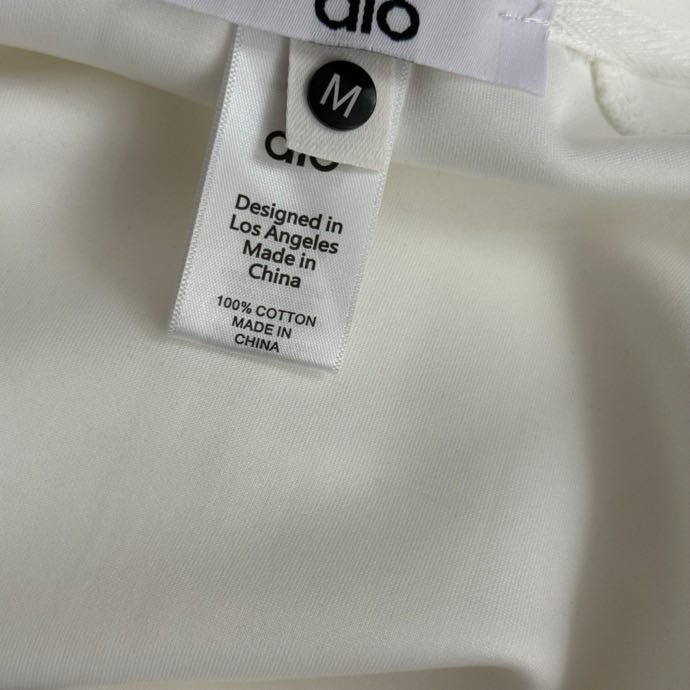 alo
M
alo
Designed in
Los Angeles
Made in
China
100% COTTON
MADE IN
CHINA